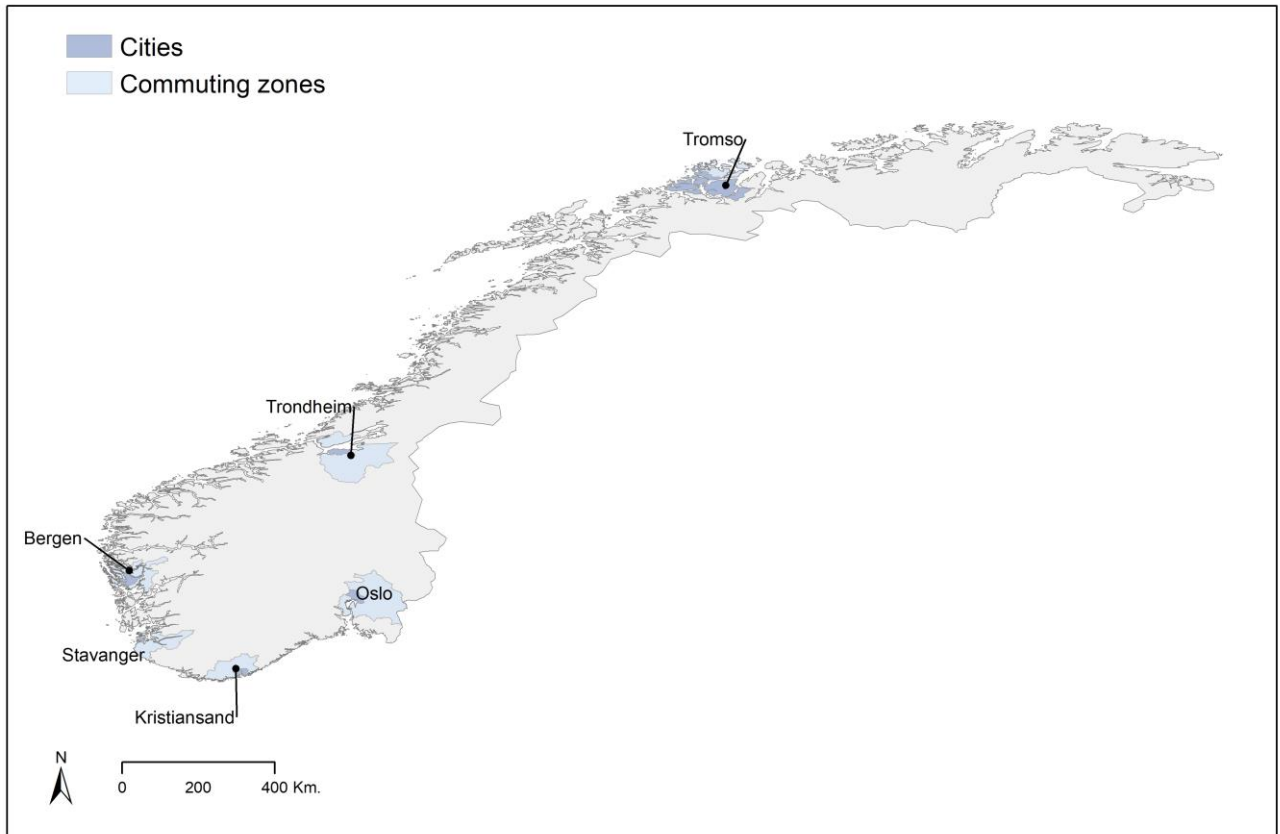 Cities
Commuting zones
Tromso
Trondheim
Bergen
Oslo
Stavanger
Kristiansand
N
0 200 400 Km.